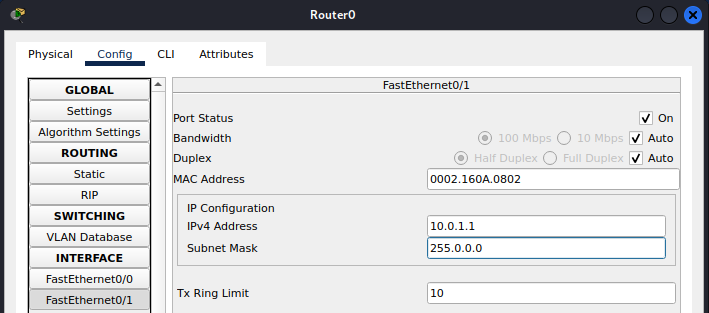 Router0
Physical Config CLI Attributes
GLOBAL
Settings
Algorithm Settings
ROUTING
Static
RIP
SWITCHING
VLAN Database
INTERFACE
FastEthernet0/0
FastEthernet0/1
FastEthernet0/1
Port Status On
Bandwidth 100 Mbps 10 Mbps Auto
Duplex Half Duplex Full Duplex Auto
MAC Address 0002.160A.0802
IP Configuration
IPv4 Address 10.0.1.1
Subnet Mask 255.0.0.0
Tx Ring Limit 10